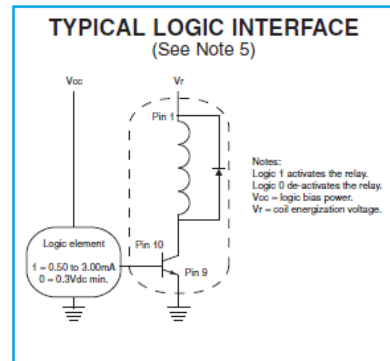 TYPICAL LOGIC INTERFACE
(See Note 5)
Vcc
Vr
Pin 1
Notes:
Logic 1 activates the relay.
Logic 0 de-activates the relay.
Vcc = logic bias power.
Vr = coil energization voltage.
Pin 10
Logic element
1 = 0.50 to 3.00mA
0 = 0.3Vdc min.
Pin 9